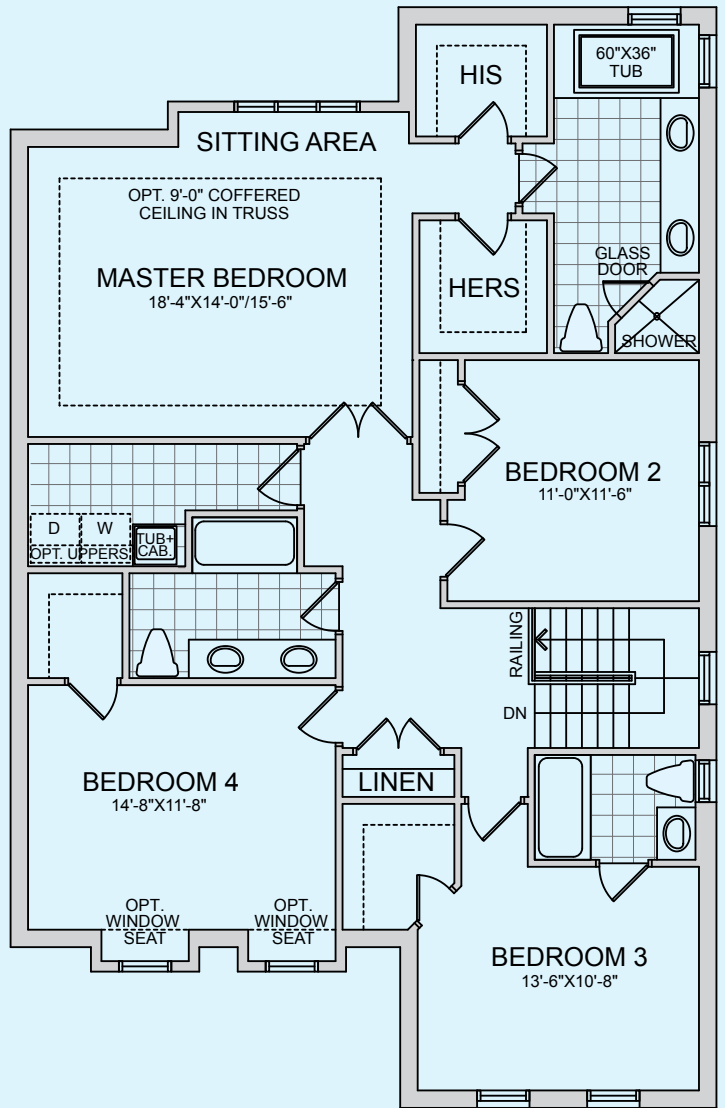 HIS
60"X36"
TUB
SITTING AREA
OPT. 9'-0" COFFERED
CEILING IN TRUSS
MASTER BEDROOM
18'-4"X14'-0"/15'-6"
HERS
GLASS
DOOR
SHOWER
BEDROOM 2
11'-0"X11'-6"
D
W
OPT. UPPERS
TUB+
CAB.
RAILING
DN
BEDROOM 4
14'-8"X11'-8"
LINEN
OPT.
WINDOW
SEAT
OPT.
WINDOW
SEAT
BEDROOM 3
13'-6"X10'-8"